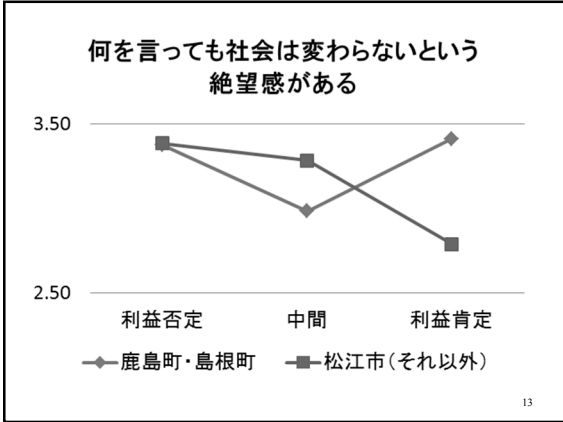 何を言っても社会は変わらないという
絶望感がある
3.50
2.50
利益否定 中間 利益肯定
鹿島町・島根町 松江市(それ以外)
13